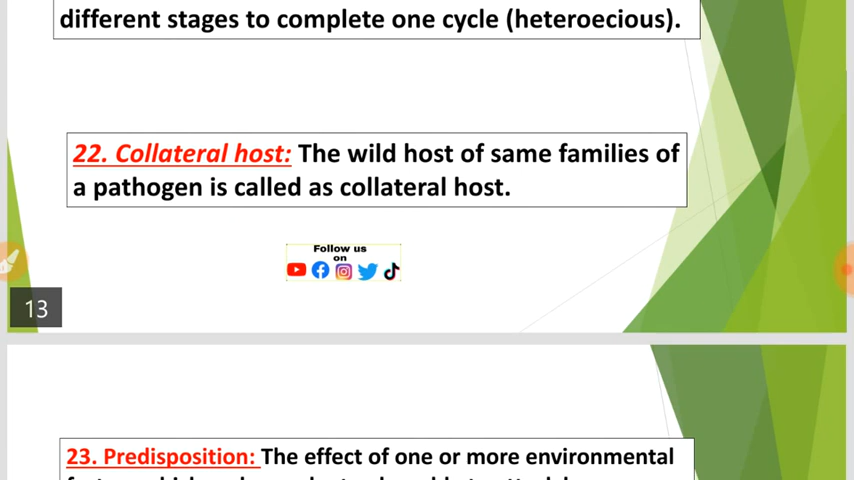 different stages to complete one cycle (heteroecious).
22. Collateral host: The wild host of same families of
a pathogen is called as collateral host.
Follow us
on
13
23. Predisposition: The effect of one or more environmental